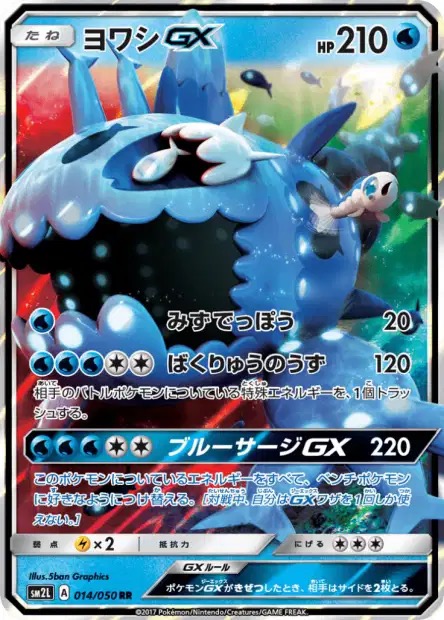 たね ヨワシGX HP210
みずでっぽう 20
ばくりゅうのうず 120
相手のバトルポケモンについている特殊エネルギーを、1個トラッ
シュする。
ブルーサージGX 220
このポケモンについているエネルギーをすべて、ベンチポケモン
に好きなようにつけ替える。[対戦中、自分はGXワザを1回しか使
えない。]
弱点 ×2 抵抗力 にげる
GXルール
Illus.5ban Graphics
ポケモンGXがきぜつしたとき、相手はサイドを2枚とる。
SM2L A 014/050 RR
©2017 Pokémon/Nintendo/Creatures/GAME FREAK.